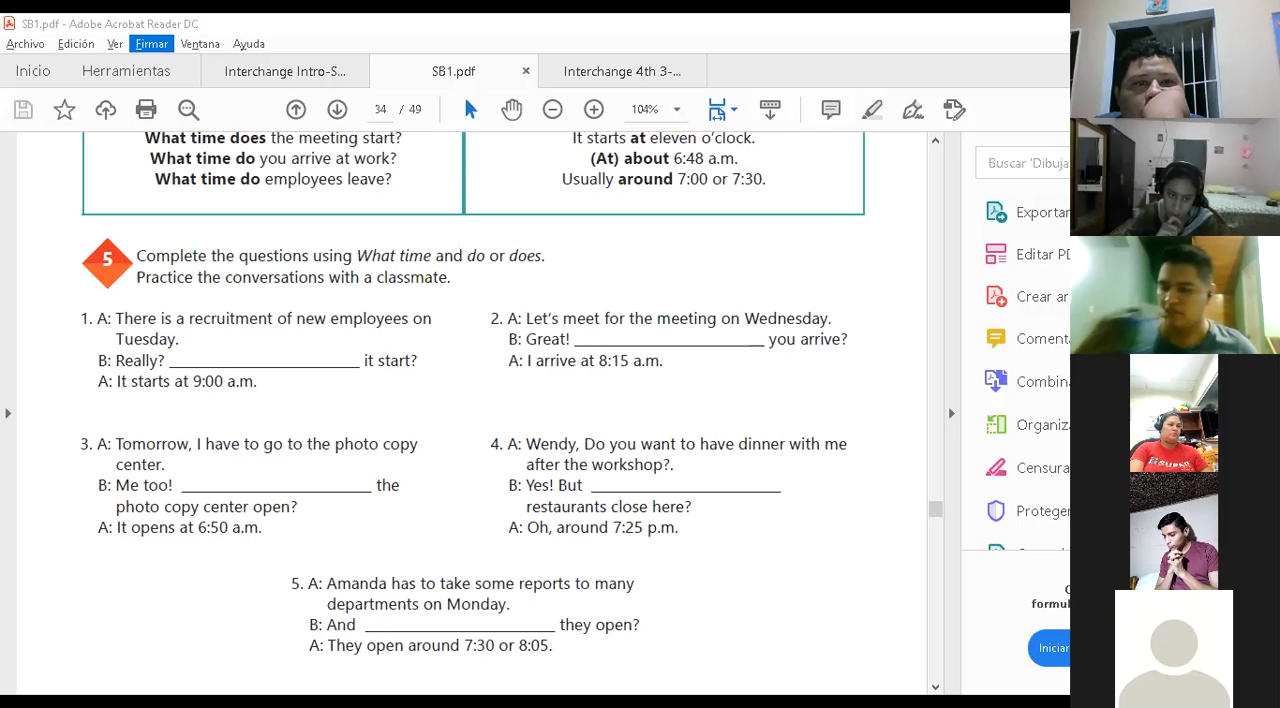 SB1.pdf - Adobe Acrobat Reader DC
Archivo Edición Ver Firmar Ventana Ayuda
Inicio Herramientas Interchange Intro-S... SB1.pdf × Interchange 4th 3-...
34 / 49 104%
What time does the meeting start?
What time do you arrive at work?
What time do employees leave?
It starts at eleven o'clock.
(At) about 6:48 a.m.
Usually around 7:00 or 7:30.
5 Complete the questions using What time and do or does.
Practice the conversations with a classmate.
1. A: There is a recruitment of new employees on
Tuesday.
B: Really? ____________________ it start?
A: It starts at 9:00 a.m.
2. A: Let's meet for the meeting on Wednesday.
B: Great! ____________________ you arrive?
A: I arrive at 8:15 a.m.
3. A: Tomorrow, I have to go to the photo copy
center.
B: Me too! ____________________ the
photo copy center open?
A: It opens at 6:50 a.m.
4. A: Wendy, Do you want to have dinner with me
after the workshop?.
B: Yes! But ____________________
restaurants close here?
A: Oh, around 7:25 p.m.
5. A: Amanda has to take some reports to many
departments on Monday.
B: And ____________________ they open?
A: They open around 7:30 or 8:05.
Buscar 'Dibuja
Exportar
Editar PD
Crear ar
Coment
Combin
Organiz
Censura
Proteger
formul
Iniciar